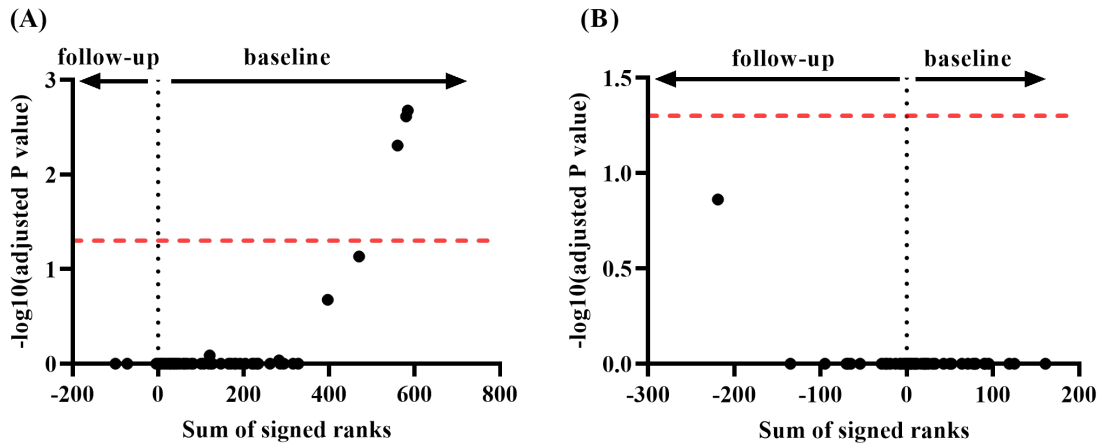 (A)
follow-up baseline
3
2
1
0
-log10(adjusted P value)
-200 0 200 400 600 800
Sum of signed ranks
(B)
follow-up baseline
1.5
1.0
0.5
0.0
-log10(adjusted P value)
-300 -200 -100 0 100 200
Sum of signed ranks